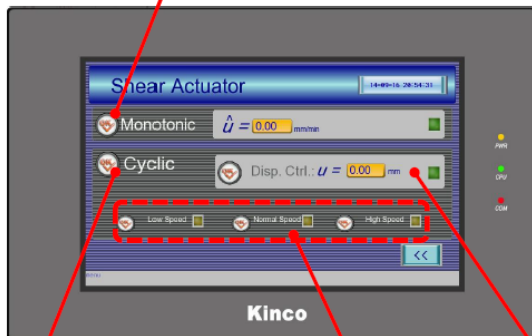 Shear Actuator
14-09-16 20:54:31
Monotonic
û = 0.00 mm/min
Cyclic
Disp. Ctrl.: u = 0.00 mm
Low Speed
Normal Speed
High Speed
<<
PWR
CPU
COM
Kinco